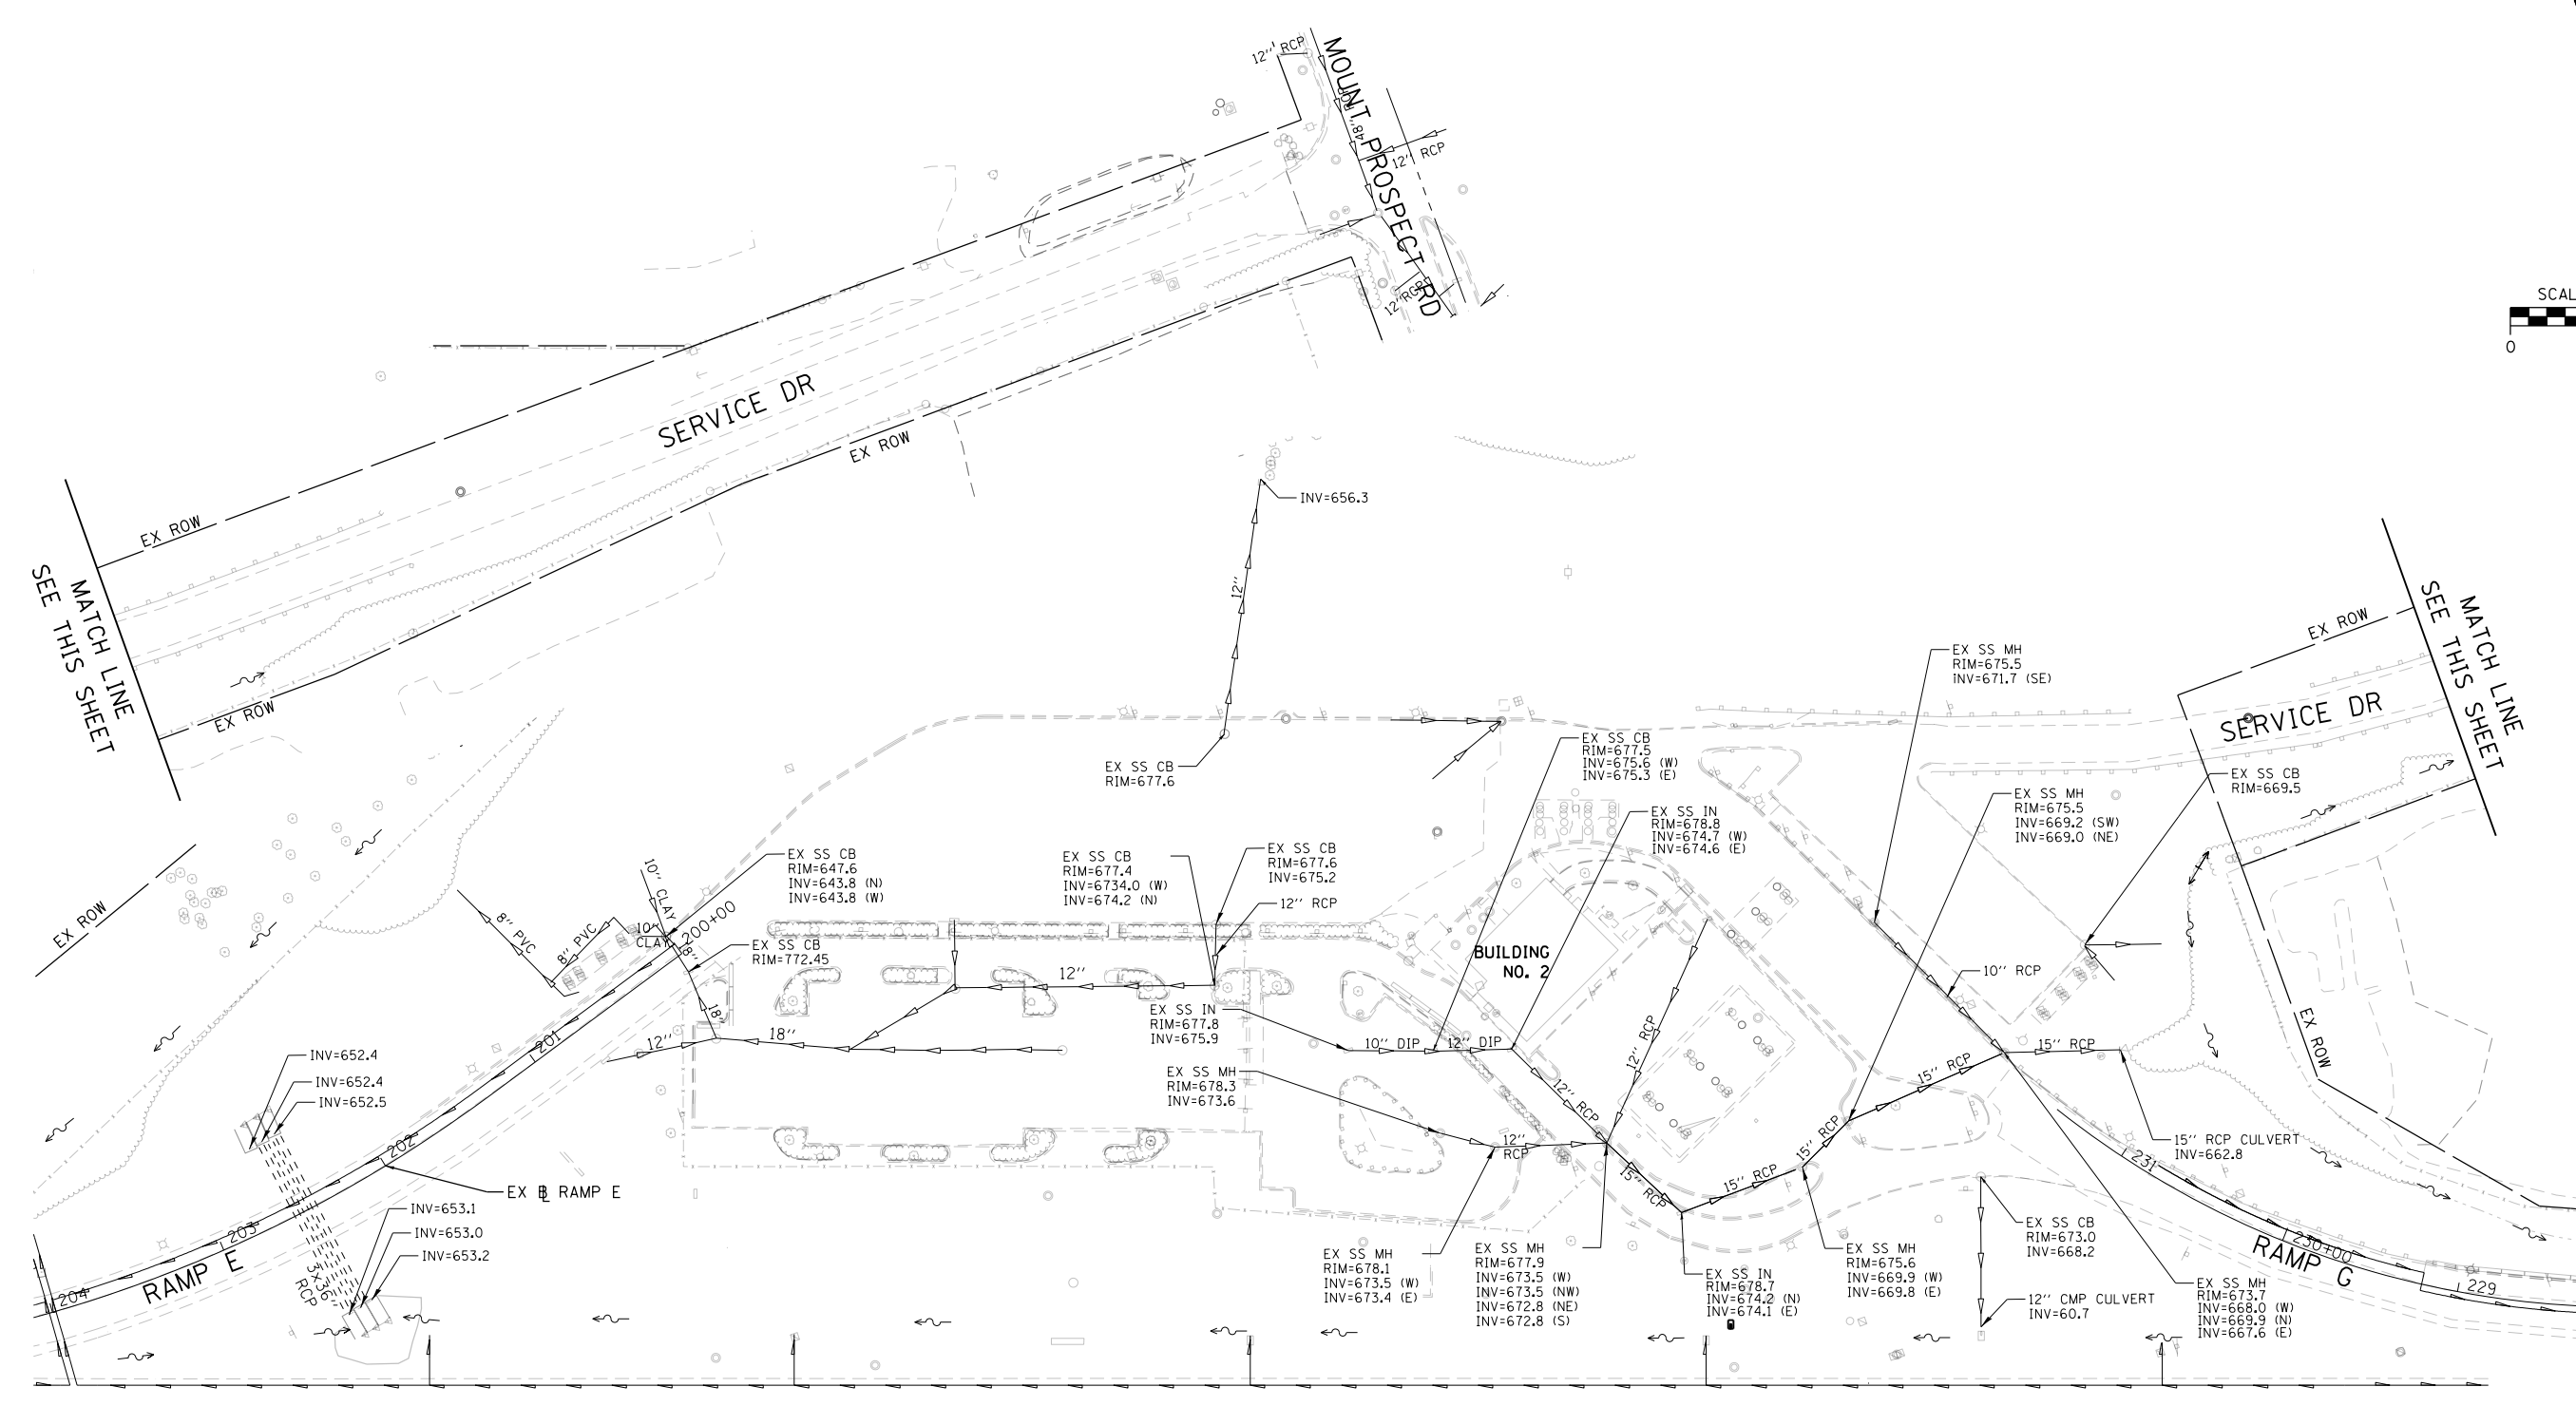 12'' RCP
MOUNT PROSPECT RD
48'' RCP
12'' RCP
12'' RCP
SCAL
0
SERVICE DR
EX ROW
EX ROW
EX ROW
MATCH LINE
SEE THIS SHEET
INV=656.3
12''
EX SS CB
RIM=677.6
EX ROW
MATCH LINE
SEE THIS SHEET
SERVICE DR
EX SS MH
RIM=675.5
INV=671.7 (SE)
EX SS CB
RIM=677.5
INV=675.6 (W)
INV=675.3 (E)
EX SS IN
RIM=678.8
INV=674.7 (W)
INV=674.6 (E)
EX SS MH
RIM=675.5
INV=669.2 (SW)
INV=669.0 (NE)
EX SS CB
RIM=669.5
EX ROW
10'' CLAY
EX SS CB
RIM=647.6
INV=643.8 (N)
INV=643.8 (W)
EX SS CB
RIM=677.4
INV=6734.0 (W)
INV=674.2 (N)
EX SS CB
RIM=677.6
INV=675.2
12'' RCP
8'' PVC
8'' PVC
10''
CLAY
18''
200+00
EX SS CB
RIM=772.45
BUILDING
NO. 2
10'' RCP
12''
18''
18''
12''
201
EX SS IN
RIM=677.8
INV=675.9
10'' DIP
12'' DIP
12'' RCP
12'' RCP
15'' RCP
EX ROW
INV=652.4
INV=652.4
INV=652.5
EX SS MH
RIM=678.3
INV=673.6
12''
RCP
15'' RCP
15'' RCP
15'' RCP
15'' RCP
15'' RCP CULVERT
INV=662.8
202
EX BL RAMP E
INV=653.1
INV=653.0
INV=653.2
203
RAMP E
3x36''
RCP
204
EX SS MH
RIM=678.1
INV=673.5 (W)
INV=673.4 (E)
EX SS MH
RIM=677.9
INV=673.5 (W)
INV=673.5 (NW)
INV=672.8 (NE)
INV=672.8 (S)
EX SS IN
RIM=678.7
INV=674.2 (N)
INV=674.1 (E)
EX SS MH
RIM=675.6
INV=669.9 (W)
INV=669.8 (E)
EX SS CB
RIM=673.0
INV=668.2
12'' CMP CULVERT
INV=60.7
231
230+00
RAMP G
229
EX SS MH
RIM=673.7
INV=668.0 (W)
INV=669.9 (N)
INV=667.6 (E)